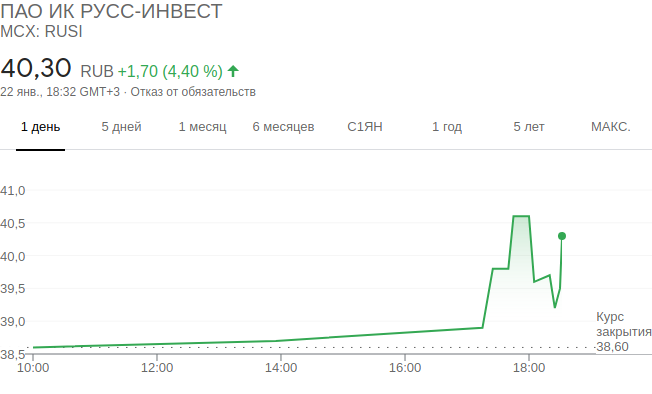 ПАО ИК РУСС-ИНВЕСТ
MCX: RUSI
40,30 RUB +1,70 (4,40 %)
22 янв., 18:32 GMT+3 · Отказ от обязательств
1 день 5 дней 1 месяц 6 месяцев С1ЯН 1 год 5 лет МАКС.
41,0
40,5
40,0
39,5
39,0
38,5
Курс
закрытия
38,60
10:00 12:00 14:00 16:00 18:00